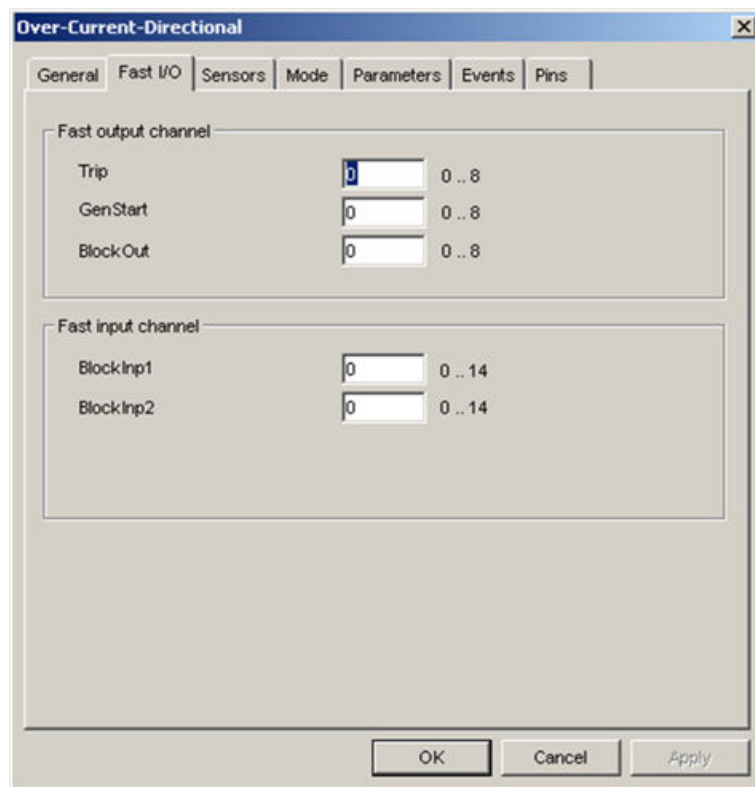 Over-Current-Directional
General Fast I/O Sensors Mode Parameters Events Pins
Fast output channel
Trip 0 0 .. 8
GenStart 0 0 .. 8
BlockOut 0 0 .. 8
Fast input channel
BlockInp1 0 0 .. 14
BlockInp2 0 0 .. 14
OK Cancel Apply